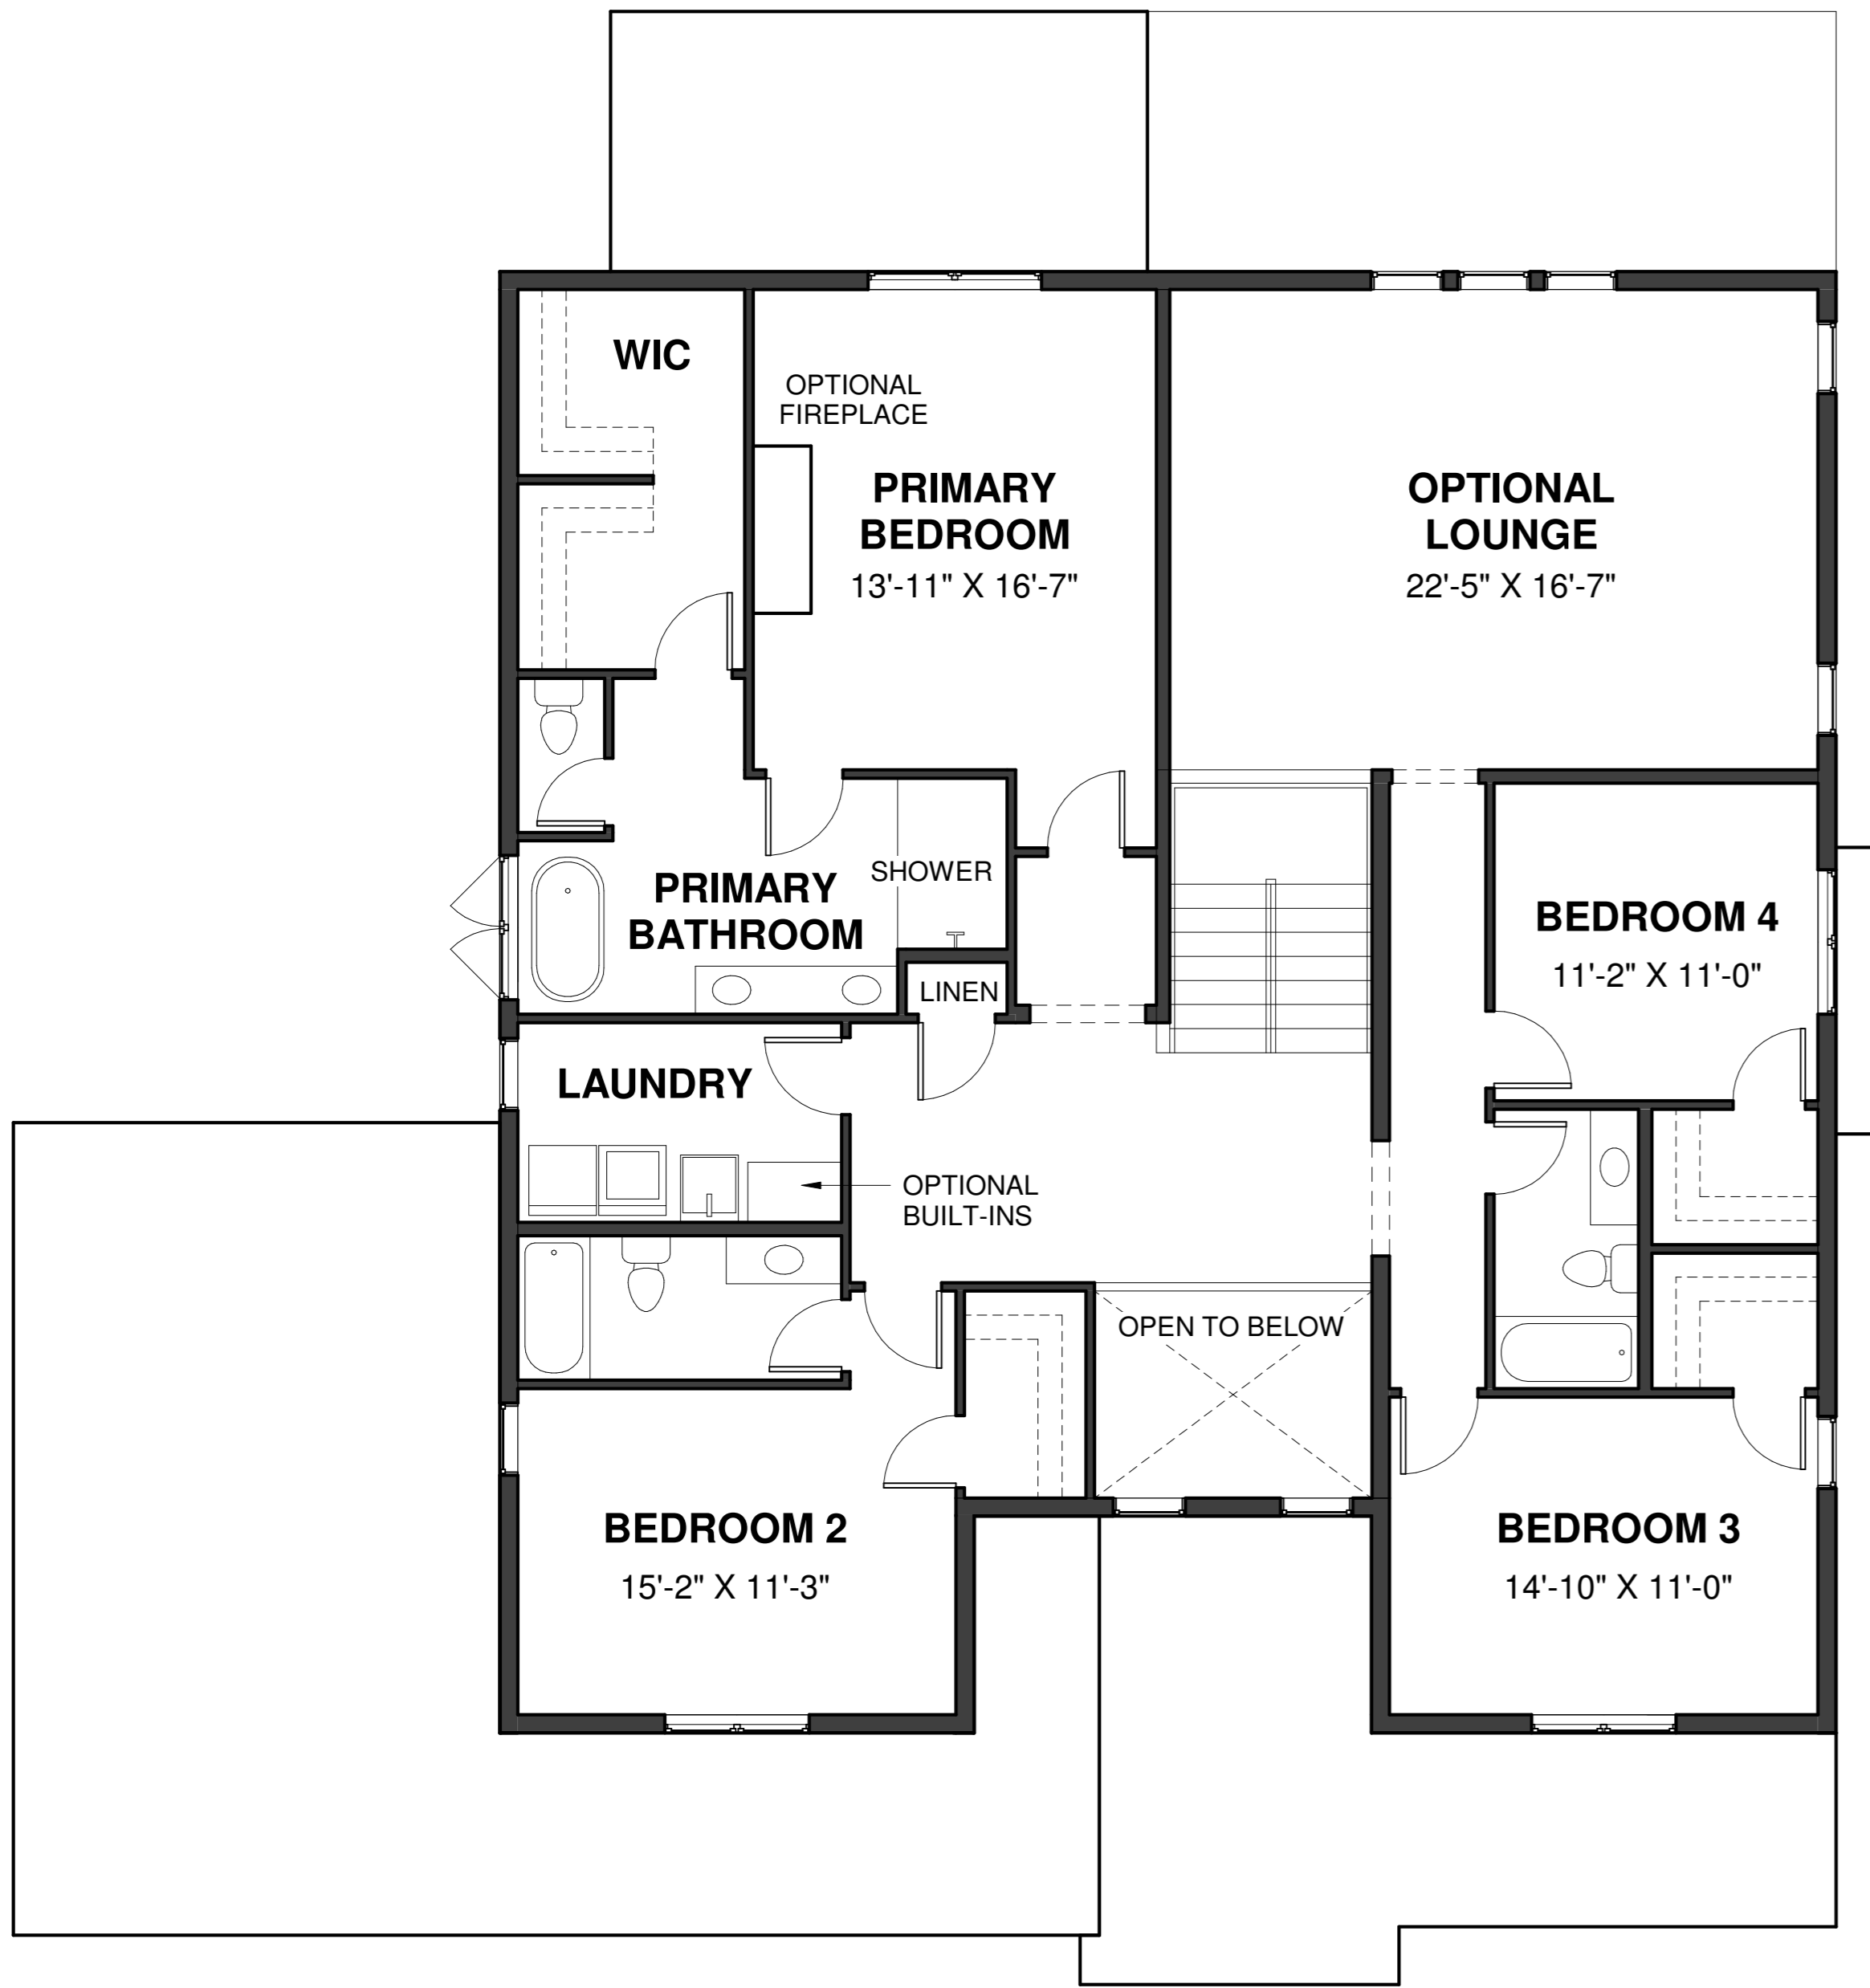 WIC
OPTIONAL
FIREPLACE
PRIMARY
BEDROOM
13'-11" X 16'-7"
OPTIONAL
LOUNGE
22'-5" X 16'-7"
SHOWER
PRIMARY
BATHROOM
BEDROOM 4
11'-2" X 11'-0"
LINEN
LAUNDRY
OPTIONAL
BUILT-INS
OPEN TO BELOW
BEDROOM 2
15'-2" X 11'-3"
BEDROOM 3
14'-10" X 11'-0"